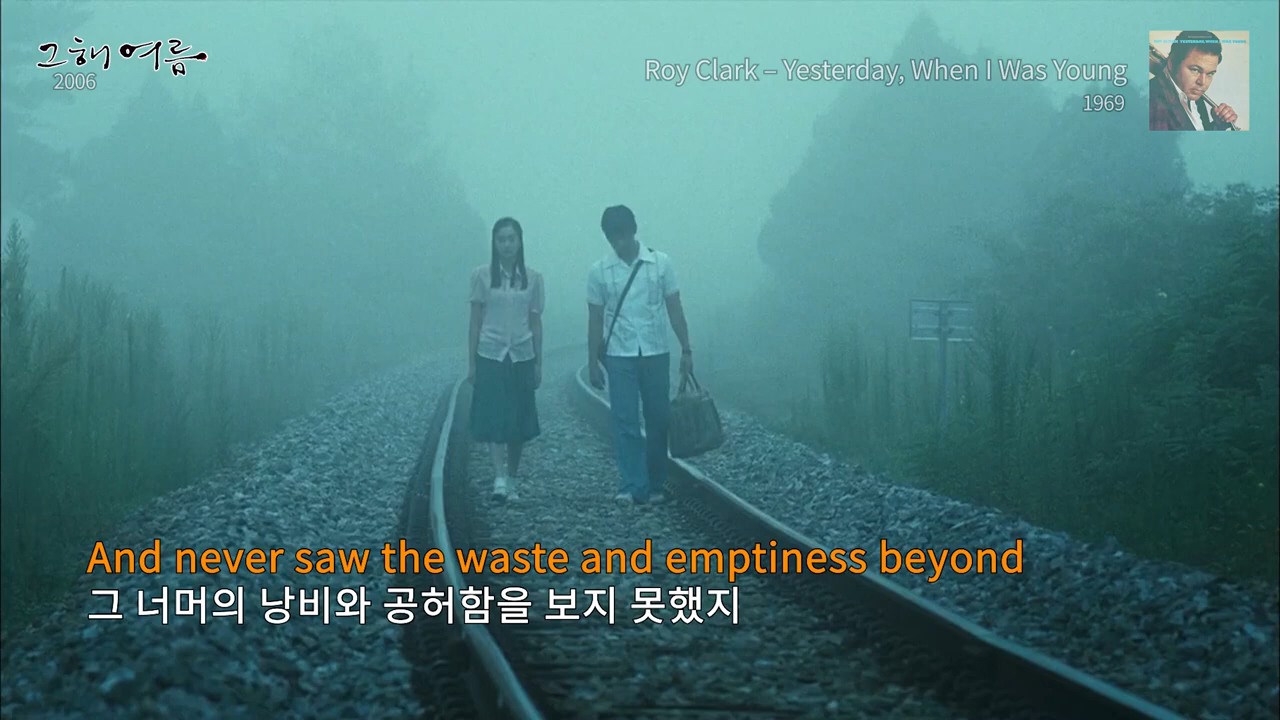 그해 여름
2006
Roy Clark – Yesterday, When I Was Young
1969
And never saw the waste and emptiness beyond
그 너머의 낭비와 공허함을 보지 못했지